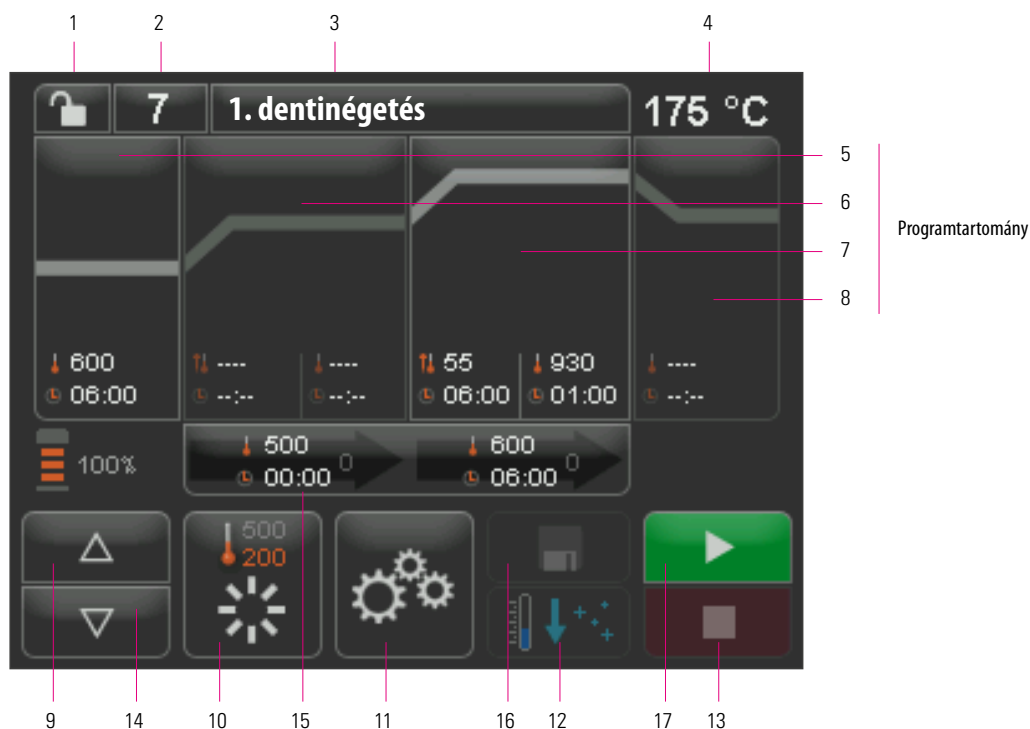 1 2 3 4
7 1. dentinégetés 175 °C
5
6
7
8
Programtartomány
600 ---- ---- 55 930 ----
06:00 --:-- --:-- 06:00 01:00 --:--
100% 500 0 600 0
00:00 06:00
500
200
9 14 10 15 11 16 12 17 13